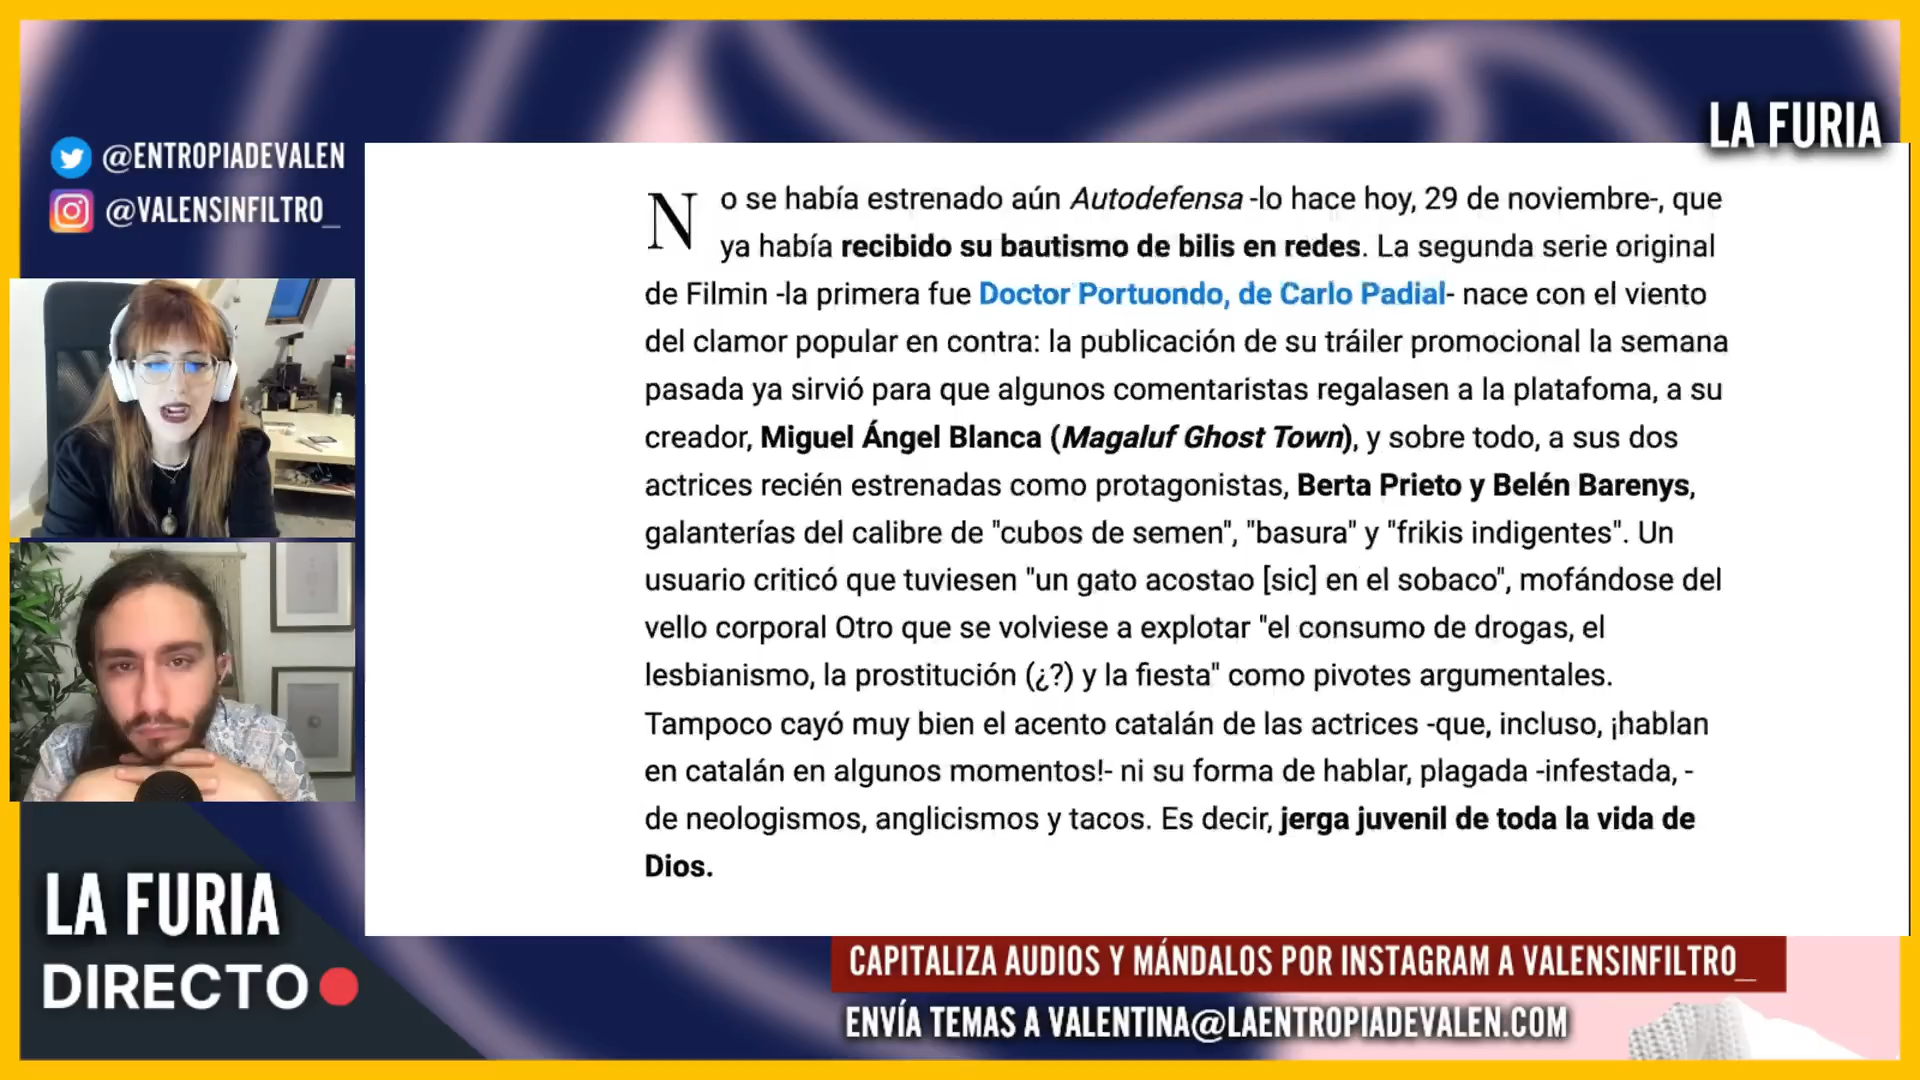 LA FURIA
@ENTROPIADEVALEN
@VALENSINFILTRO_
No se había estrenado aún Autodefensa -lo hace hoy, 29 de noviembre-, que
ya había recibido su bautismo de bilis en redes. La segunda serie original
de Filmin -la primera fue Doctor Portuondo, de Carlo Padial- nace con el viento
del clamor popular en contra: la publicación de su tráiler promocional la semana
pasada ya sirvió para que algunos comentaristas regalasen a la platafoma, a su
creador, Miguel Ángel Blanca (Magaluf Ghost Town), y sobre todo, a sus dos
actrices recién estrenadas como protagonistas, Berta Prieto y Belén Barenys,
galanterías del calibre de "cubos de semen", "basura" y "frikis indigentes". Un
usuario criticó que tuviesen "un gato acostao [sic] en el sobaco", mofándose del
vello corporal Otro que se volviese a explotar "el consumo de drogas, el
lesbianismo, la prostitución (¿?) y la fiesta" como pivotes argumentales.
Tampoco cayó muy bien el acento catalán de las actrices -que, incluso, ¡hablan
en catalán en algunos momentos!- ni su forma de hablar, plagada -infestada, -
de neologismos, anglicismos y tacos. Es decir, jerga juvenil de toda la vida de
Dios.
LA FURIA
DIRECTO
CAPITALIZA AUDIOS Y MÁNDALOS POR INSTAGRAM A VALENSINFILTRO_
ENVÍA TEMAS A VALENTINA@LAENTROPIADEVALEN.COM